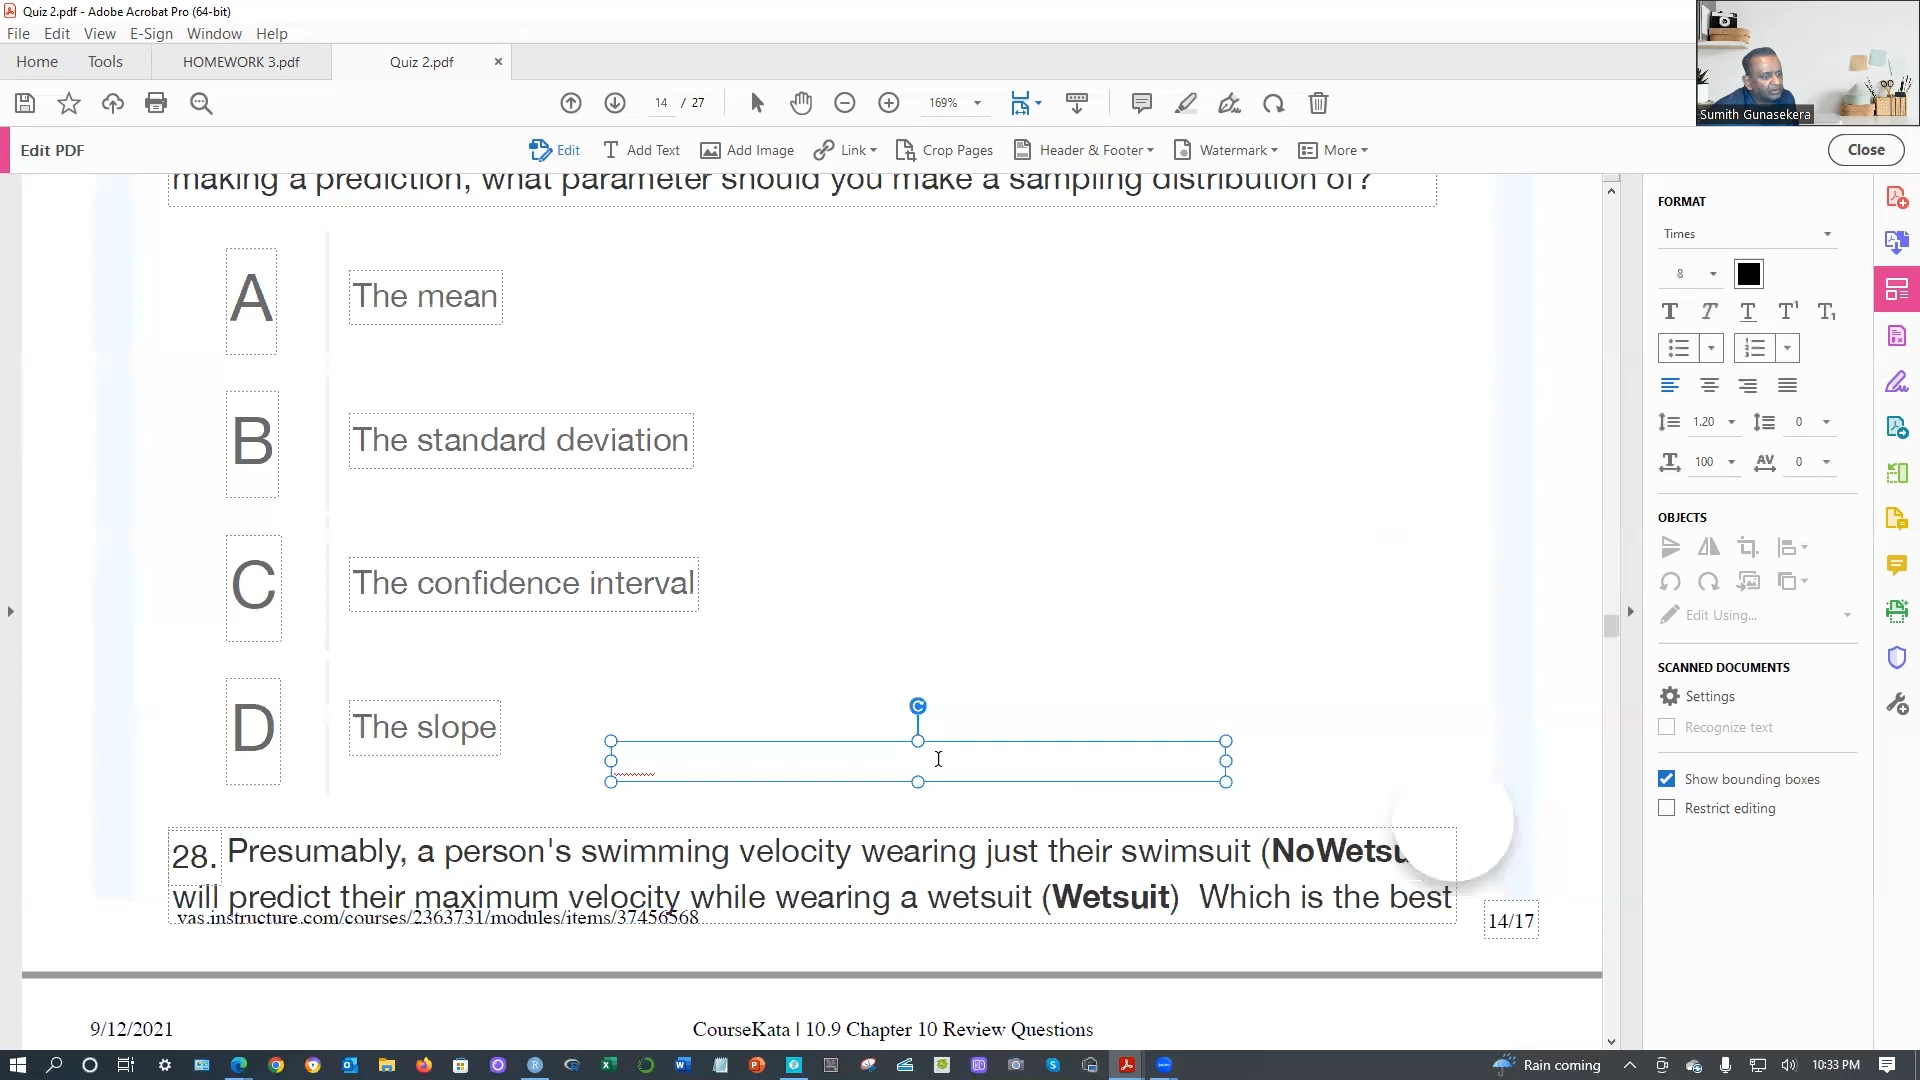 Quiz 2.pdf - Adobe Acrobat Pro (64-bit)
File Edit View E-Sign Window Help
Home Tools HOMEWORK 3.pdf Quiz 2.pdf ×
14 / 27 169%
Sumith Gunasekera
Edit PDF Edit Add Text Add Image Link Crop Pages Header & Footer Watermark More Close
making a prediction, what parameter should you make a sampling distribution of?
A The mean
B The standard deviation
C The confidence interval
D The slope
28. Presumably, a person's swimming velocity wearing just their swimsuit (NoWetsu
will predict their maximum velocity while wearing a wetsuit (Wetsuit) Which is the best
vas.instructure.com/courses/2363731/modules/items/37456568
14/17
9/12/2021 CourseKata | 10.9 Chapter 10 Review Questions
FORMAT
Times
8
1.20 0
100 0
OBJECTS
Edit Using...
SCANNED DOCUMENTS
Settings
Recognize text
Show bounding boxes
Restrict editing
Rain coming 10:33 PM